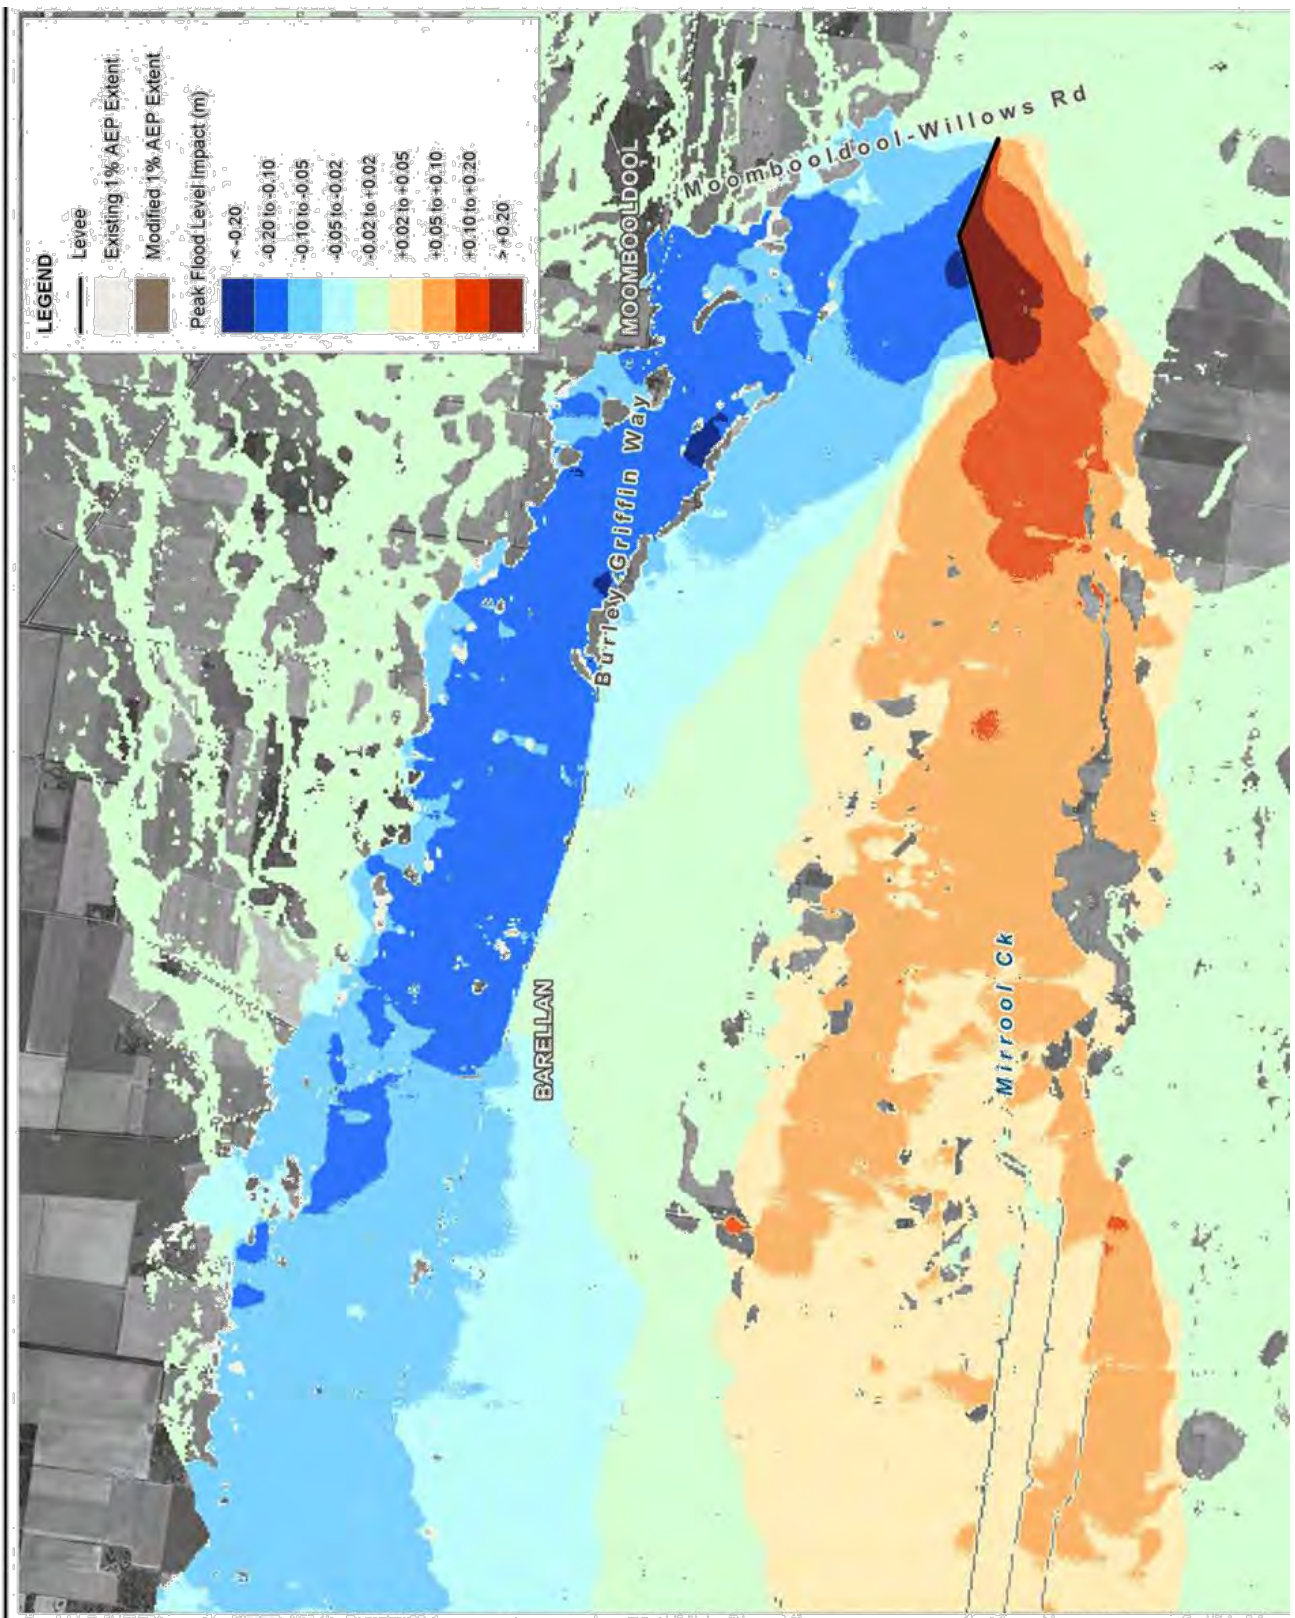 LEGEND
Levee
Existing 1% AEP Extent
Modified 1% AEP Extent
Peak Flood Level Impact (m)
< -0.20
-0.20 to -0.10
-0.10 to -0.05
-0.05 to -0.02
-0.02 to +0.02
+0.02 to +0.05
+0.05 to +0.10
+0.10 to +0.20
> +0.20
MOOMBOOLDOOL
Moombooldool-Willows Rd
Burley Griffin Way
BARELLAN
Mirrool Ck